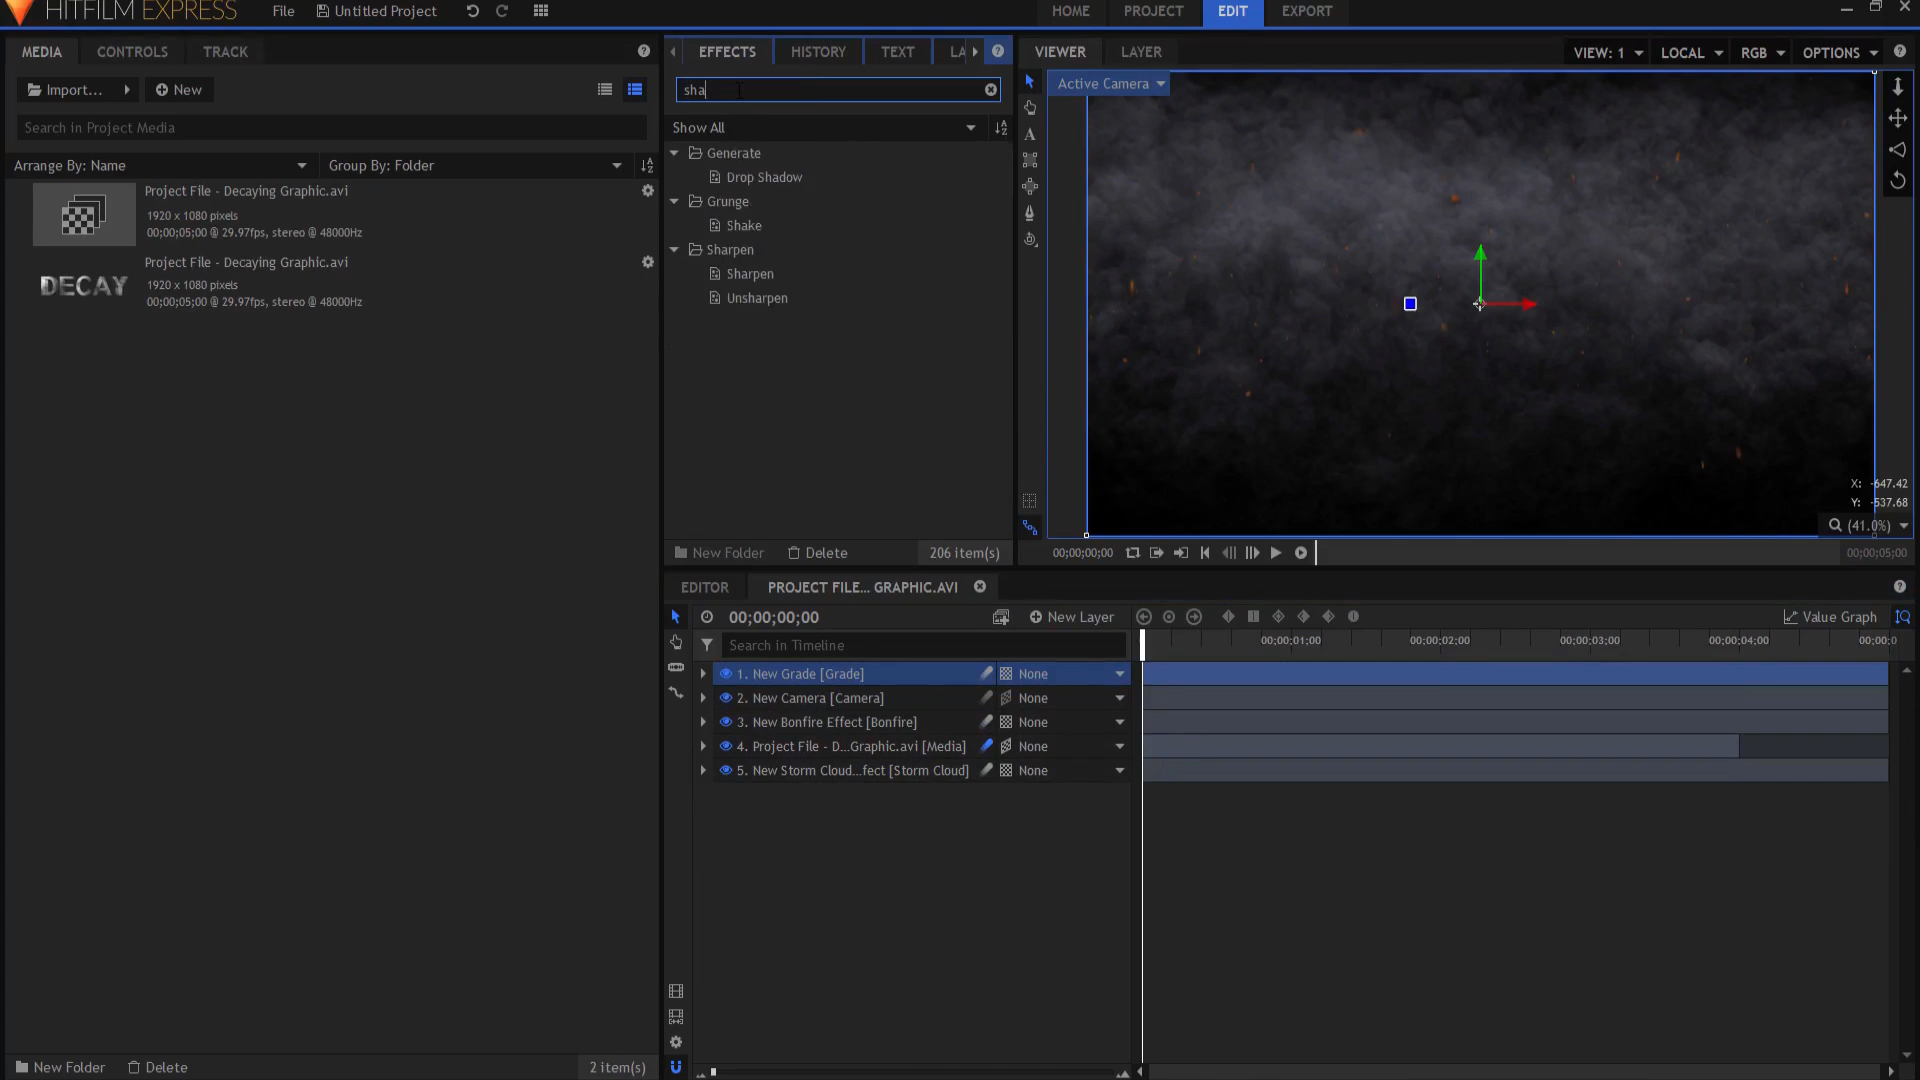 HITFILM EXPRESS
File
Untitled Project
HOME
PROJECT
EDIT
EXPORT
MEDIA
CONTROLS
TRACK
Import...
New
Search in Project Media
Arrange By: Name
Group By: Folder
Project File - Decaying Graphic.avi
1920 x 1080 pixels
00;00;05;00 @ 29.97fps, stereo @ 48000Hz
DECAY
Project File - Decaying Graphic.avi
1920 x 1080 pixels
00;00;05;00 @ 29.97fps, stereo @ 48000Hz
New Folder
Delete
2 item(s)
EFFECTS
HISTORY
TEXT
LA
sha
Show All
Generate
Drop Shadow
Grunge
Shake
Sharpen
Sharpen
Unsharpen
New Folder
Delete
206 item(s)
VIEWER
LAYER
VIEW: 1
LOCAL
RGB
OPTIONS
Active Camera
X: -647.42
Y: -537.68
(41.0%)
00;00;00;00
00;00;05;00
EDITOR
PROJECT FILE... GRAPHIC.AVI
00;00;00;00
New Layer
Value Graph
Search in Timeline
00;00;01;00
00;00;02;00
00;00;03;00
00;00;04;00
00;00;0
1. New Grade [Grade]
None
2. New Camera [Camera]
None
3. New Bonfire Effect [Bonfire]
None
4. Project File - D...Graphic.avi [Media]
None
5. New Storm Cloud...fect [Storm Cloud]
None